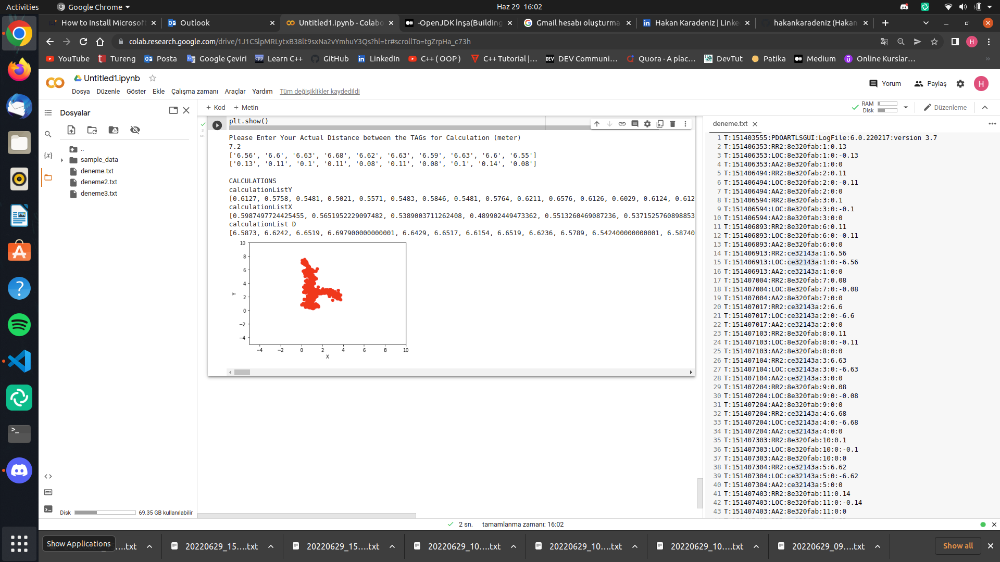 Activities
Google Chrome
Haz 29 16:02
How to Install Microsoft
Outlook
Untitled1.ipynb - Colabo
-OpenJDK İnşa(Building
Gmail hesabı oluşturma
Hakan Karadeniz | Linke
hakankaradeniz (Hakan
colab.research.google.com/drive/1J1CSlpMRLytxB38lt9sxNa2vYmhuY3Qs?hl=tr#scrollTo=tgZrpHa_c73h
H
YouTube
Tureng
Posta
Google Çeviri
Learn C++
GitHub
LinkedIn
C++ ( OOP )
C++ Tutorial |...
DEV Communi...
Quora - A plac...
DevTut
Patika
Medium
Online Kurslar...
Untitled1.ipynb
Dosya Düzenle Göster Ekle Çalışma zamanı Araçlar Yardım Tüm değişiklikler kaydedildi
Yorum
Paylaş
H
+ Kod + Metin
RAM
Disk
Düzenleme
Dosyalar
..
sample_data
deneme.txt
deneme2.txt
deneme3.txt
Disk
69.35 GB kullanılabilir
3
sn.
plt.show()
Please Enter Your Actual Distance between the TAGs for Calculation (meter)
7.2
['6.56', '6.6', '6.63', '6.68', '6.62', '6.63', '6.59', '6.63', '6.6', '6.55']
['0.13', '0.11', '0.1', '0.11', '0.08', '0.11', '0.08', '0.1', '0.14', '0.08']
CALCULATIONS
calculationListY
[0.6127, 0.5758, 0.5481, 0.5021, 0.5571, 0.5483, 0.5846, 0.5481, 0.5764, 0.6211, 0.6576, 0.6126, 0.6029, 0.6124, 0.612
calculationListX
[0.5987497724425455, 0.5651952229097482, 0.5389003711262408, 0.489902449473362, 0.5513260469087236, 0.5371525760898853
calculationList D
[6.5873, 6.6242, 6.6519, 6.697900000000001, 6.6429, 6.6517, 6.6154, 6.6519, 6.6236, 6.5789, 6.542400000000001, 6.58740
10
8
6
4
2
0
−2
−4
Y
−4 −2 0 2 4 6 8 10
X
deneme.txt
1 T:151403555:PDOARTLSGUI:LogFile:6.0.220217:version 3.7
2 T:151406353:RR2:8e320fab:1:0.13
3 T:151406353:LOC:8e320fab:1:0:-0.13
4 T:151406353:AA2:8e320fab:1:0:0
5 T:151406494:RR2:8e320fab:2:0.11
6 T:151406494:LOC:8e320fab:2:0:-0.11
7 T:151406494:AA2:8e320fab:2:0:0
8 T:151406594:RR2:8e320fab:3:0.1
9 T:151406594:LOC:8e320fab:3:0:-0.1
10 T:151406594:AA2:8e320fab:3:0:0
11 T:151406893:RR2:8e320fab:6:0.11
12 T:151406893:LOC:8e320fab:6:0:-0.11
13 T:151406893:AA2:8e320fab:6:0:0
14 T:151406913:RR2:ce32143a:1:6.56
15 T:151406913:LOC:ce32143a:1:0:-6.56
16 T:151406913:AA2:ce32143a:1:0:0
17 T:151407004:RR2:8e320fab:7:0.08
18 T:151407004:LOC:8e320fab:7:0:-0.08
19 T:151407004:AA2:8e320fab:7:0:0
20 T:151407017:RR2:ce32143a:2:6.6
21 T:151407017:LOC:ce32143a:2:0:-6.6
22 T:151407017:AA2:ce32143a:2:0:0
23 T:151407103:RR2:8e320fab:8:0.11
24 T:151407103:LOC:8e320fab:8:0:-0.11
25 T:151407103:AA2:8e320fab:8:0:0
26 T:151407104:RR2:ce32143a:3:6.63
27 T:151407104:LOC:ce32143a:3:0:-6.63
28 T:151407104:AA2:ce32143a:3:0:0
29 T:151407204:RR2:8e320fab:9:0.08
30 T:151407204:LOC:8e320fab:9:0:-0.08
31 T:151407204:AA2:8e320fab:9:0:0
32 T:151407204:RR2:ce32143a:4:6.68
33 T:151407204:LOC:ce32143a:4:0:-6.68
34 T:151407204:AA2:ce32143a:4:0:0
35 T:151407303:RR2:8e320fab:10:0.1
36 T:151407303:LOC:8e320fab:10:0:-0.1
37 T:151407303:AA2:8e320fab:10:0:0
38 T:151407304:RR2:ce32143a:5:6.62
39 T:151407304:LOC:ce32143a:5:0:-6.62
40 T:151407304:AA2:ce32143a:5:0:0
41 T:151407403:RR2:8e320fab:11:0.14
42 T:151407403:LOC:8e320fab:11:0:-0.14
43 T:151407403:AA2:8e320fab:11:0:0
2 sn. tamamlanma zamanı: 16:02
Show Applications
....txt
20220629_15....txt
20220629_15....txt
20220629_10....txt
20220629_10....txt
20220629_10....txt
20220629_09....txt
Show all